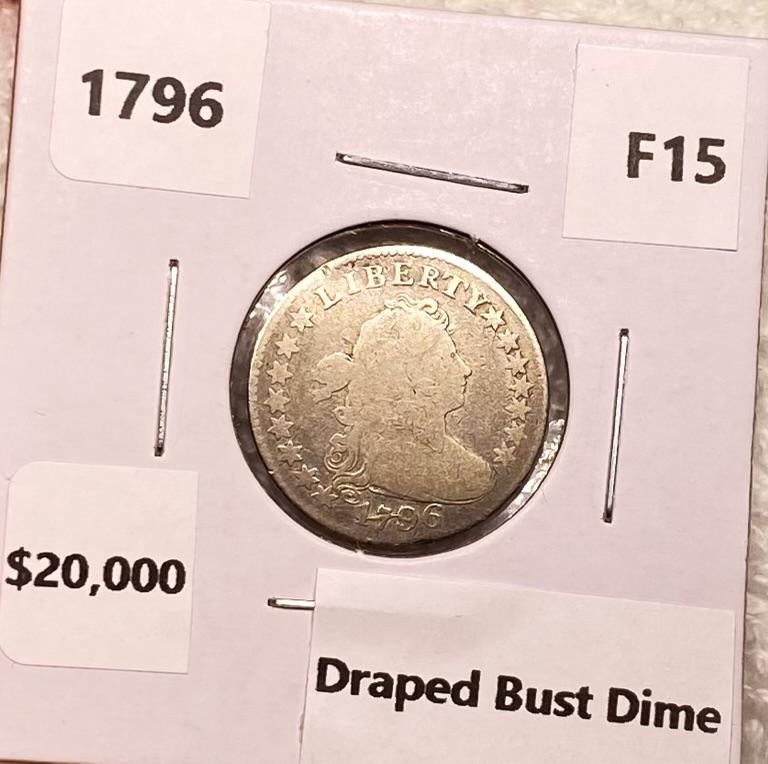 1796
F15
LIBERTY
1796
$20,000
Draped Bust Dime